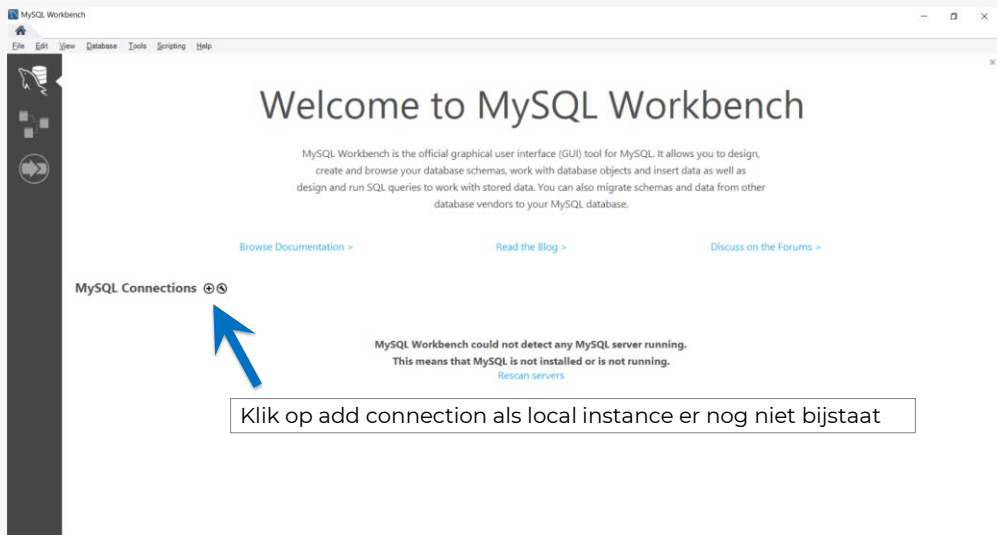 MySQL Workbench
File Edit View Database Tools Scripting Help
Welcome to MySQL Workbench
MySQL Workbench is the official graphical user interface (GUI) tool for MySQL. It allows you to design,
create and browse your database schemas, work with database objects and insert data as well as
design and run SQL queries to work with stored data. You can also migrate schemas and data from other
database vendors to your MySQL database.
Browse Documentation > Read the Blog > Discuss on the Forums >
MySQL Connections
MySQL Workbench could not detect any MySQL server running.
This means that MySQL is not installed or is not running.
Rescan servers
Klik op add connection als local instance er nog niet bijstaat